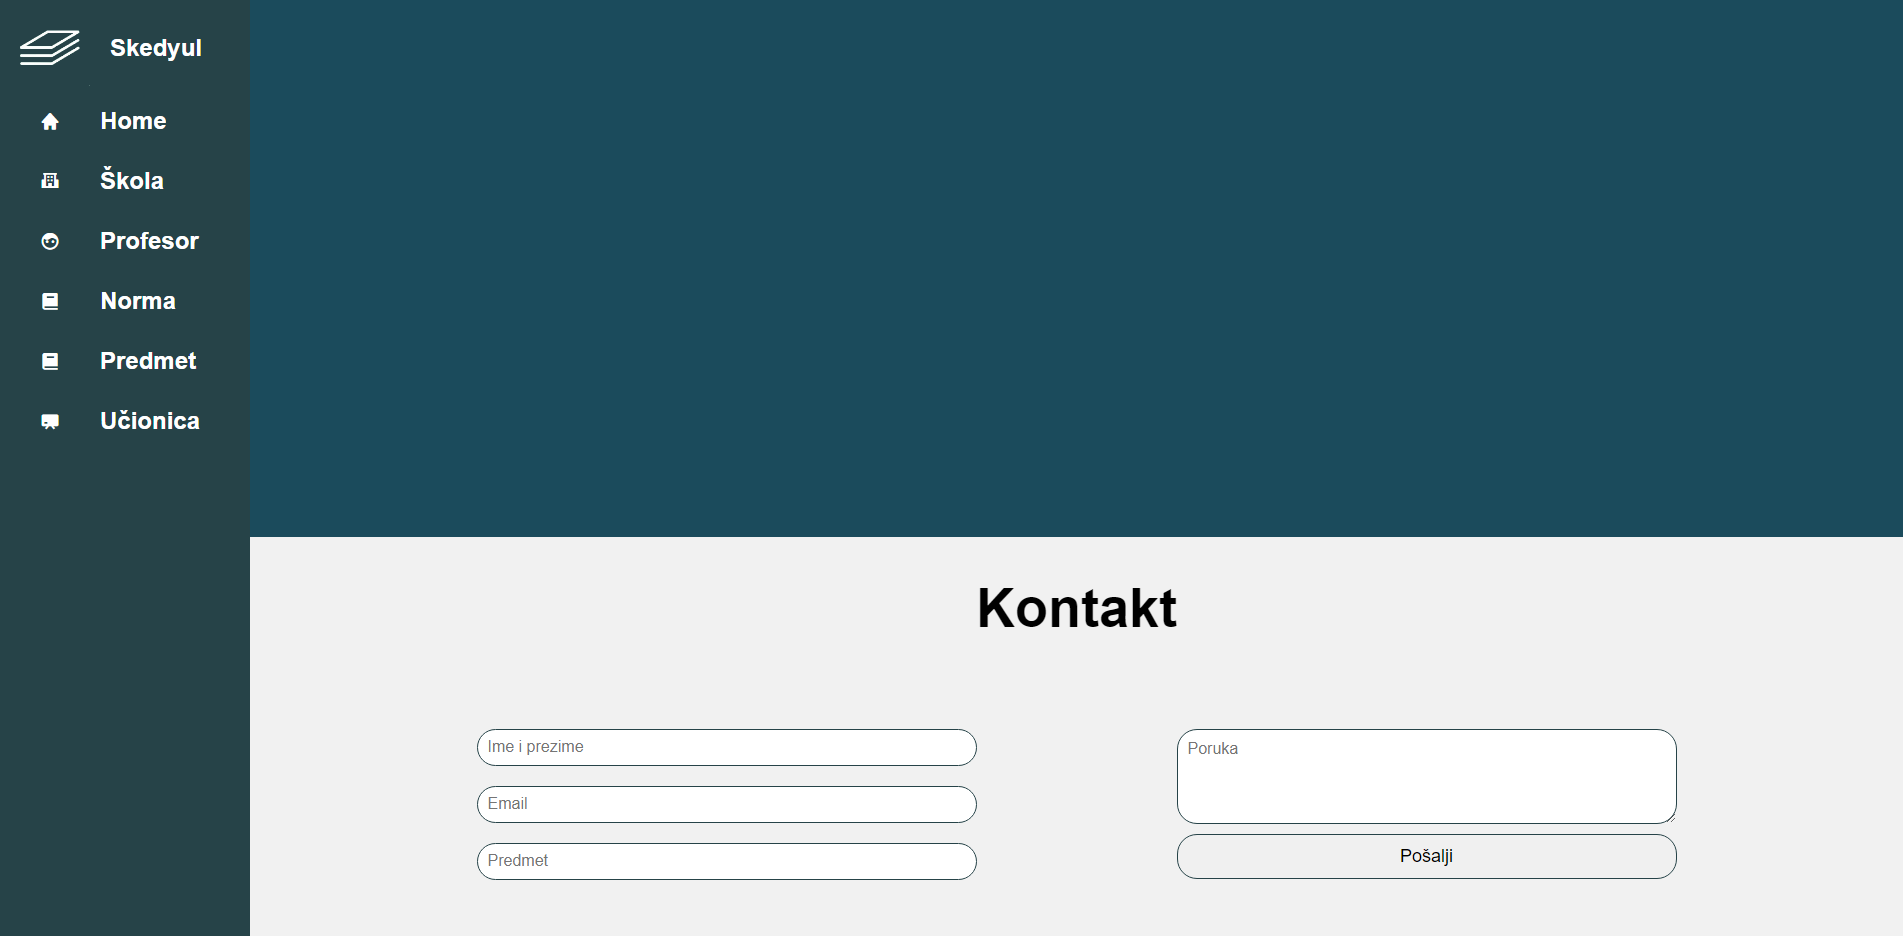 Skedyul
Home
Škola
Profesor
Norma
Predmet
Učionica
Kontakt
Ime i prezime
Email
Predmet
Poruka
Pošalji